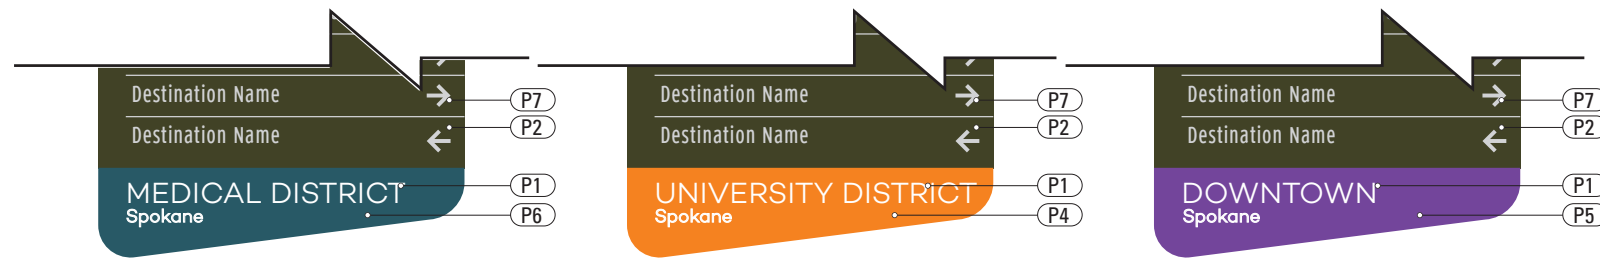 Destination Name
P7
Destination Name
P2
MEDICAL DISTRICT
P1
Spokane
P6
Destination Name
P7
Destination Name
P2
UNIVERSITY DISTRICT
P1
Spokane
P4
Destination Name
P7
Destination Name
P2
DOWNTOWN
P1
Spokane
P5